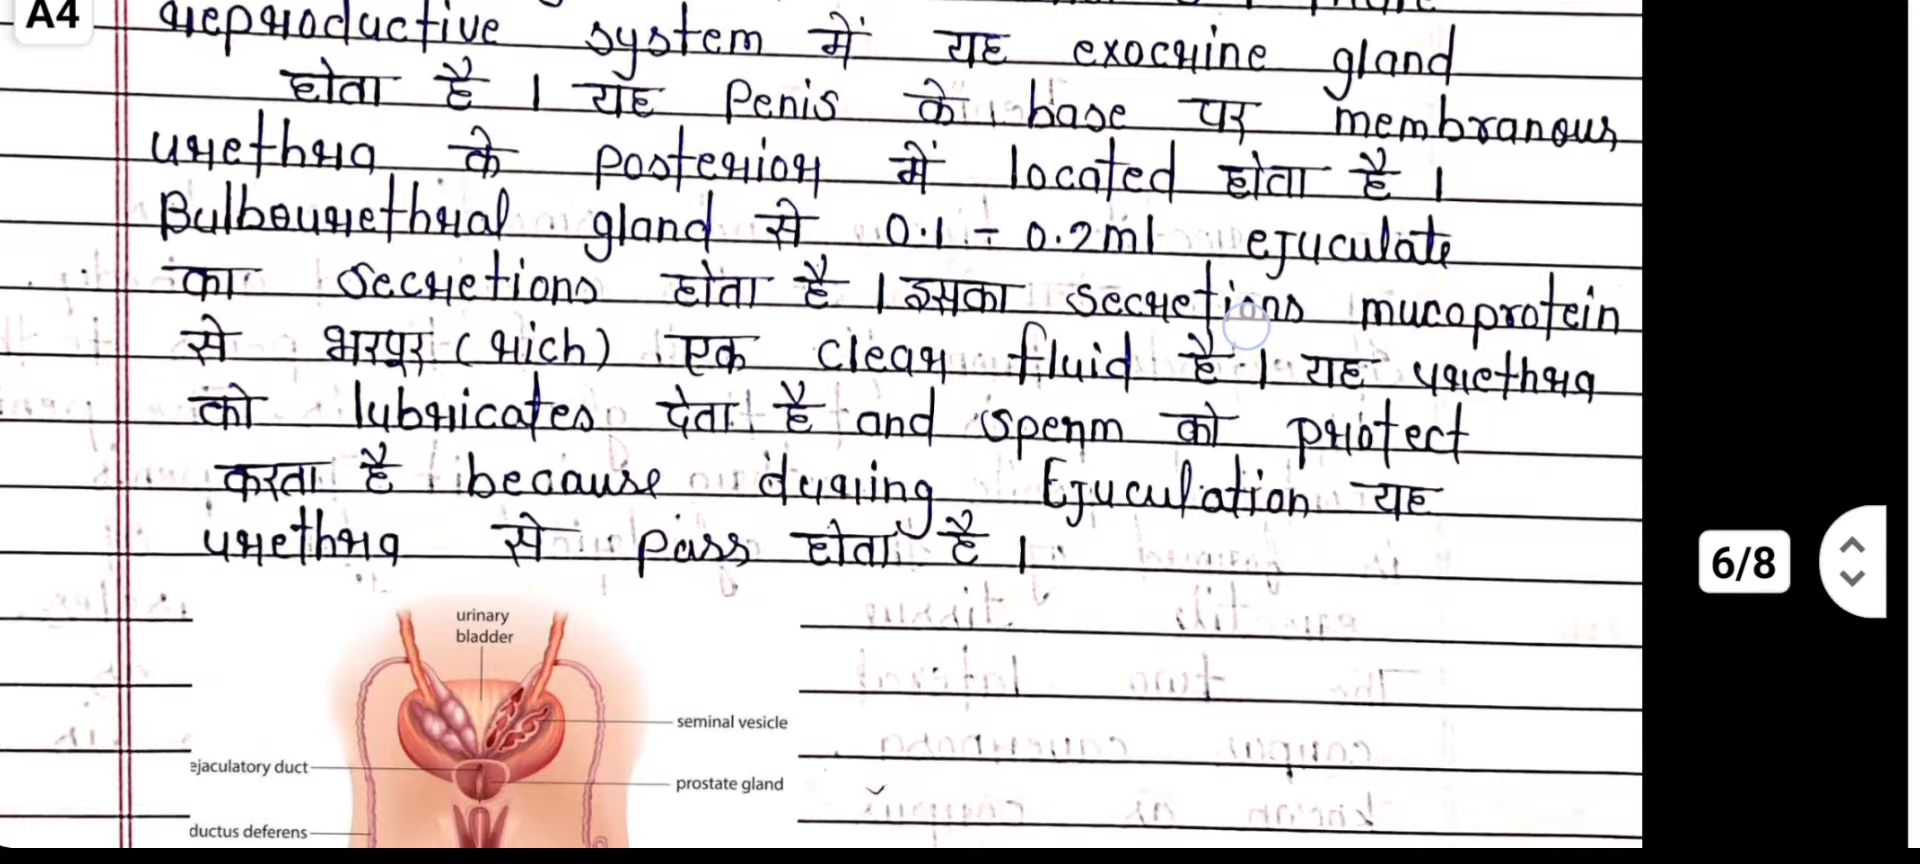 A4
reproductive system में यह exocrine gland
होता है । यह Penis के base पर membranous
urethra के posterior में located होता है ।
Bulbourethral gland से 0.1 - 0.2ml ejuculate
का secretions होता है । इसका secretions mucoprotein
से भरपुर (rich) एक clear fluid है । यह urethra
को lubricates देता है and sperm को protect
करता है because during Ejuculation यह
urethra से pass होता है ।
6/8
urinary
bladder
seminal vesicle
ejaculatory duct
prostate gland
ductus deferens